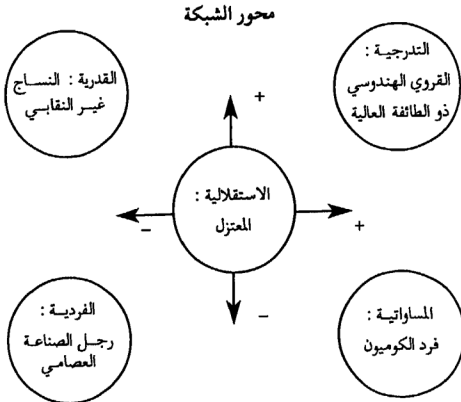 محور الشبكة
التدرجية :
القروي الهندوسي
ذو الطائفة العالية
القدرية : النساج
غير النقابي
+
الاستقلالية :
المعتزل
+
–
–
المساواتية :
فرد الكوميون
الفردية :
رجل الصناعة
العصامي